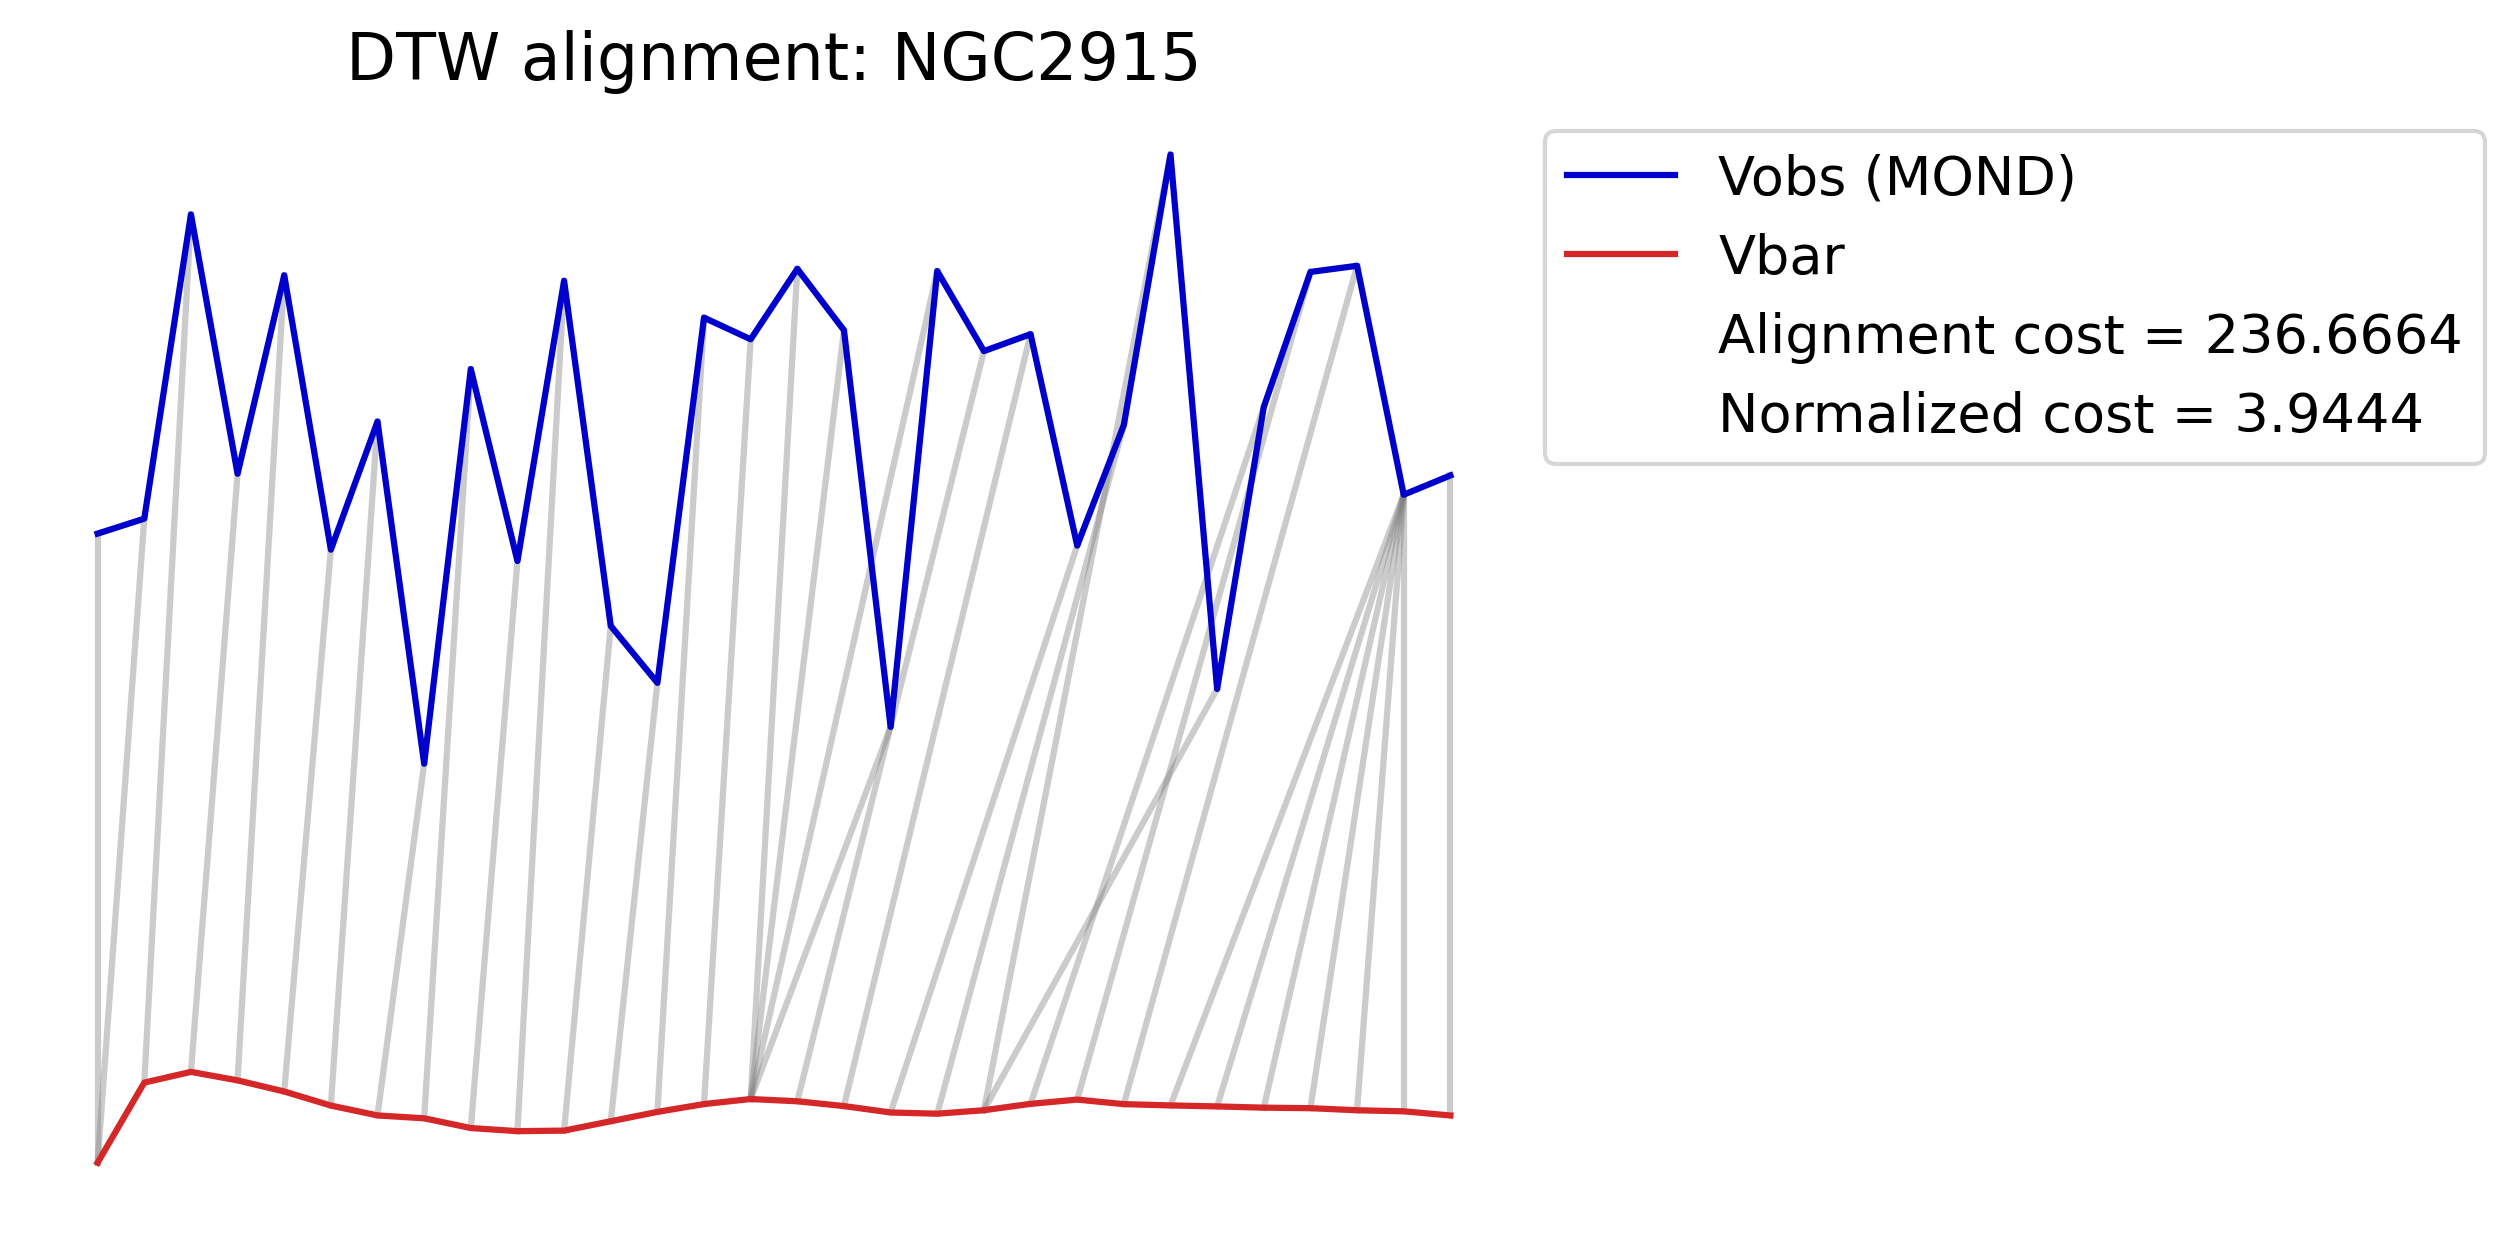 DTW alignment: NGC2915
Vobs (MOND)
Vbar
Alignment cost = 236.6664
Normalized cost = 3.9444